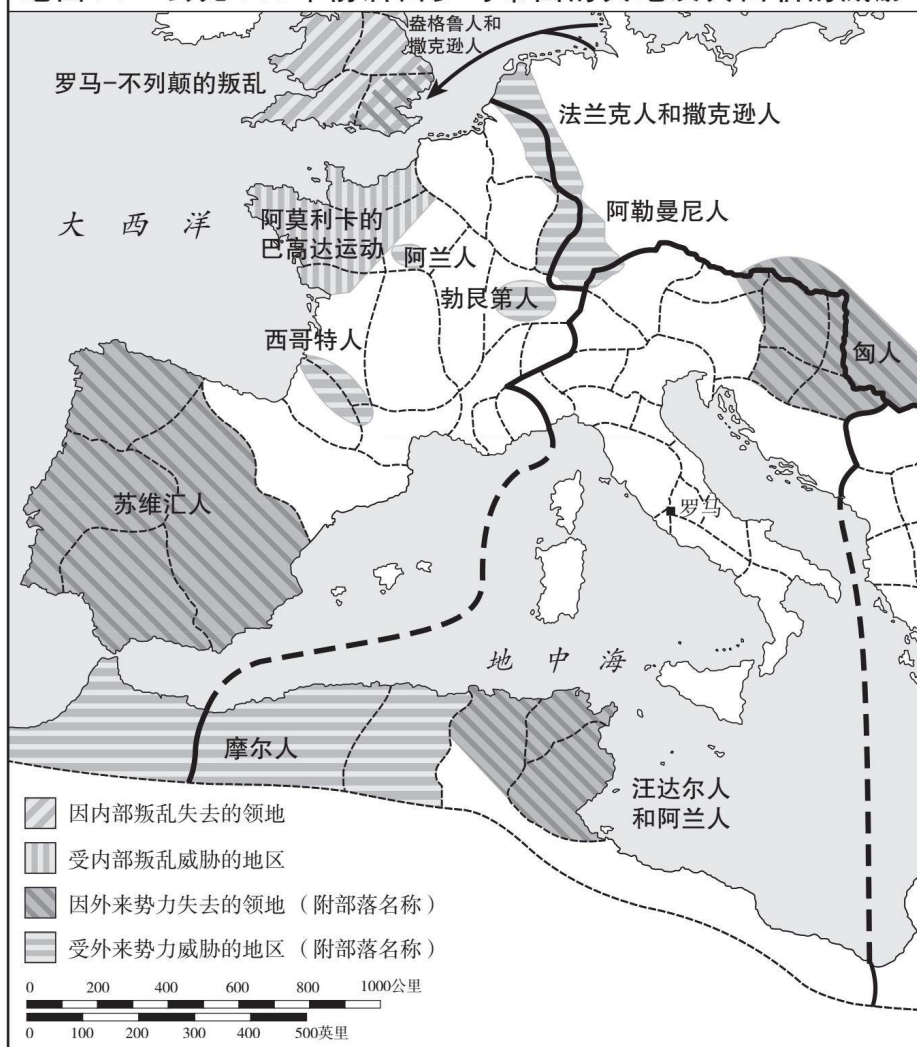 盎格鲁人和
撒克逊人
罗马-不列颠的叛乱
法兰克人和撒克逊人
大西洋
阿莫利卡的
巴高达运动
阿兰人
阿勒曼尼人
勃艮第人
西哥特人
匈人
苏维汇人
罗马
地中海
摩尔人
汪达尔人
和阿兰人
因内部叛乱失去的领地
受内部叛乱威胁的地区
因外来势力失去的领地（附部落名称）
受外来势力威胁的地区（附部落名称）
0 200 400 600 800 1000公里
0 100 200 300 400 500英里